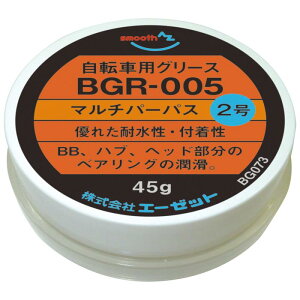 smooth AZ
自転車用グリース
BGR-005
マルチパーパス 2号
優れた耐水性・付着性
BB、ハブ、ヘッド部分の
ベアリングの潤滑。
45g
株式会社エーゼット
BG073